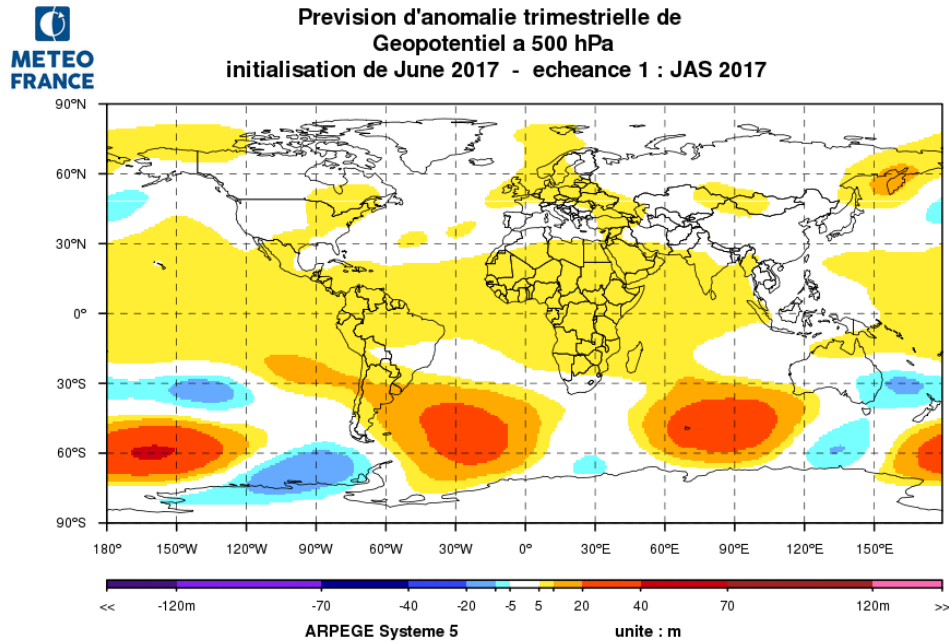 METEO
FRANCE
Prevision d'anomalie trimestrielle de
Geopotentiel a 500 hPa
initialisation de June 2017 - echeance 1 : JAS 2017
90ºN
60ºN
30ºN
0º
30ºS
60ºS
90ºS
180º 150ºW 120ºW 90ºW 60ºW 30ºW 0º 30ºE 60ºE 90ºE 120ºE 150ºE
<< -120m -70 -40 -20 -5 5 20 40 70 120m >>
ARPEGE Systeme 5 unite : m